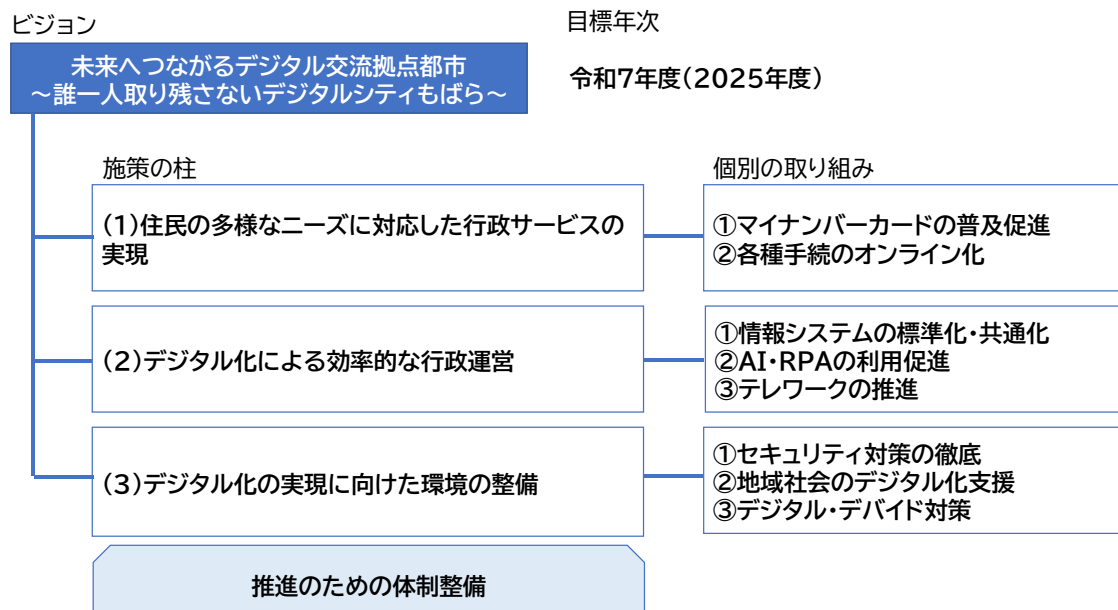 ビジョン
目標年次
未来へつながるデジタル交流拠点都市
～誰一人取り残さないデジタルシティもばら～
令和7年度(2025年度)
施策の柱
個別の取り組み
(1)住民の多様なニーズに対応した行政サービスの
実現
①マイナンバーカードの普及促進
②各種手続のオンライン化
(2)デジタル化による効率的な行政運営
①情報システムの標準化・共通化
②AI・RPAの利用促進
③テレワークの推進
(3)デジタル化の実現に向けた環境の整備
①セキュリティ対策の徹底
②地域社会のデジタル化支援
③デジタル・デバイド対策
推進のための体制整備